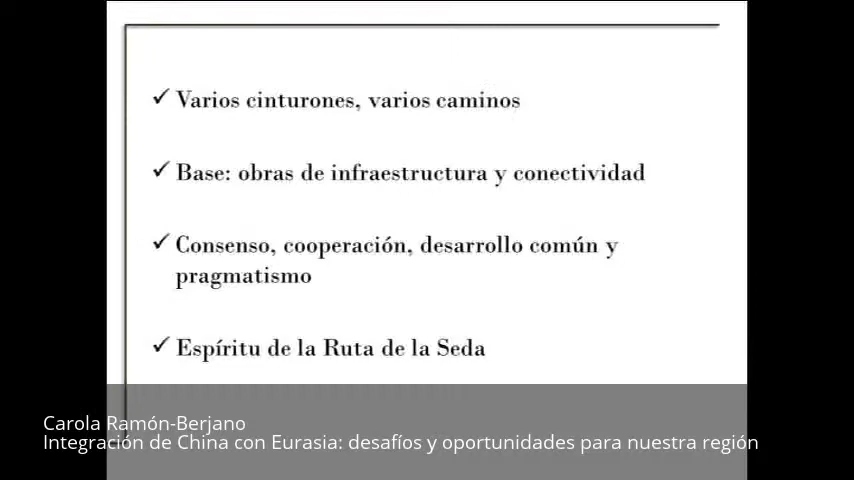 ✓ Varios cinturones, varios caminos
✓ Base: obras de infraestructura y conectividad
✓ Consenso, cooperación, desarrollo común y
pragmatismo
✓ Espíritu de la Ruta de la Seda
Carola Ramón-Berjano
Integración de China con Eurasia: desafíos y oportunidades para nuestra región